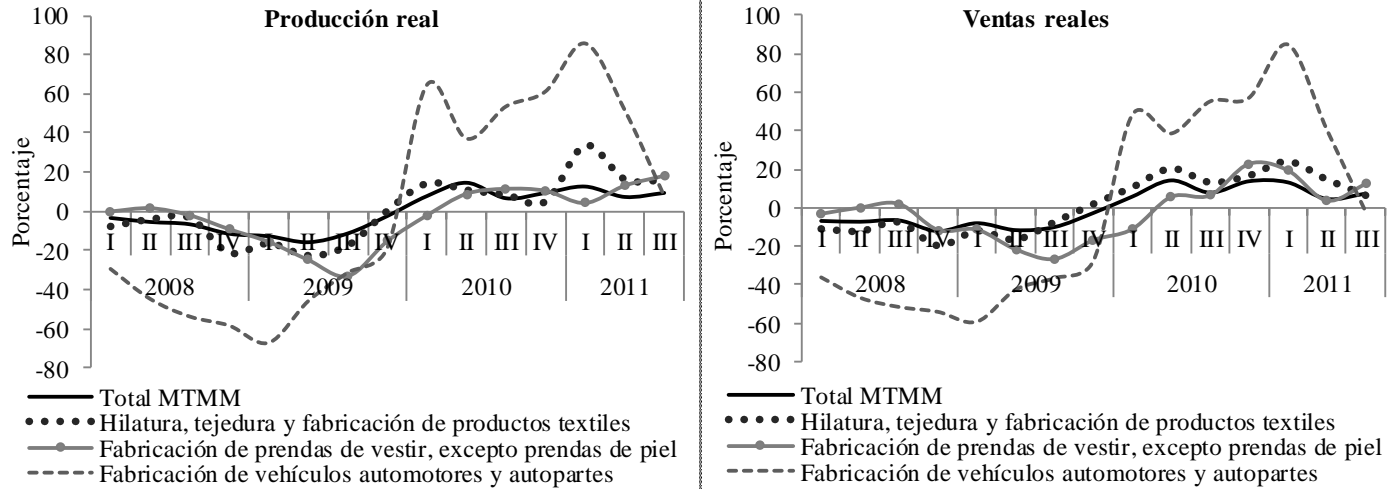 Producción real
Porcentaje
100
80
60
40
20
0
-20
-40
-60
-80
I II III IV I II III IV I II III IV I II III
2008 2009 2010 2011
Total MTMM
Hilatura, tejedura y fabricación de productos textiles
Fabricación de prendas de vestir, excepto prendas de piel
Fabricación de vehículos automotores y autopartes
Ventas reales
Porcentaje
100
80
60
40
20
0
-20
-40
-60
-80
I II III IV I II III IV I II III IV I II III
2008 2009 2010 2011
Total MTMM
Hilatura, tejedura y fabricación de productos textiles
Fabricación de prendas de vestir, excepto prendas de piel
Fabricación de vehículos automotores y autopartes